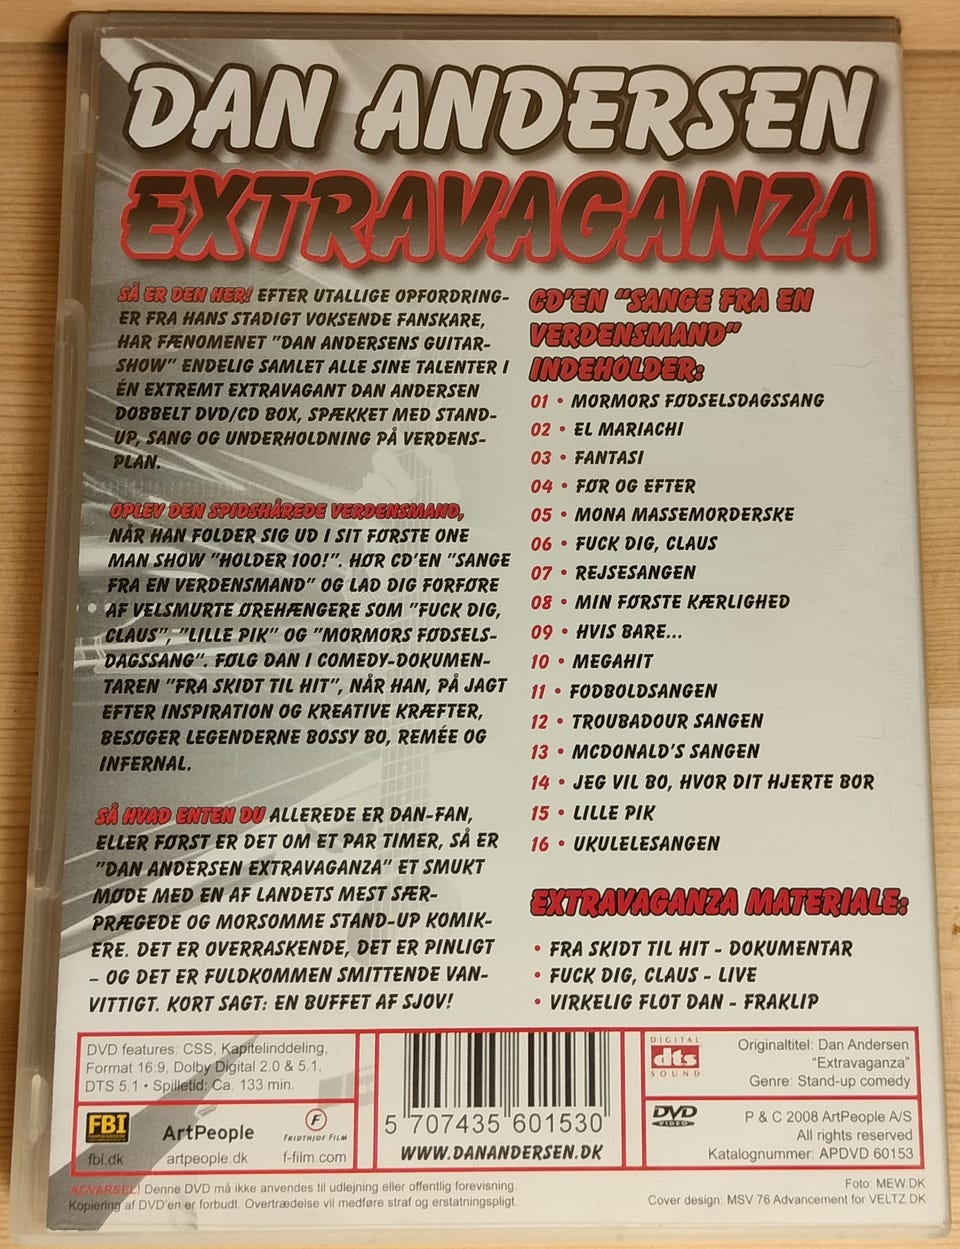 DAN ANDERSEN
EXTRAVAGANZA
SÅ ER DEN HER! EFTER UTALLIGE OPFORDRING-
ER FRA HANS STADIGT VOKSENDE FANSKARE,
HAR FÆNOMENET "DAN ANDERSENS GUITAR-
SHOW" ENDELIG SAMLET ALLE SINE TALENTER I
ÉN EXTREMT EXTRAVAGANT DAN ANDERSEN
DOBBELT DVD/CD BOX, SPÆKKET MED STAND-
UP, SANG OG UNDERHOLDNING PÅ VERDENS-
PLAN.
OPLEV DEN SPIDSHÅREDE VERDENSMAND,
NÅR HAN FOLDER SIG UD I SIT FØRSTE ONE
MAN SHOW "HOLDER 100!". HØR CD'EN "SANGE
FRA EN VERDENSMAND" OG LAD DIG FORFØRE
AF VELSMURTE ØREHÆNGERE SOM "FUCK DIG,
CLAUS", "LILLE PIK" OG "MORMORS FØDSELS-
DAGSSANG". FØLG DAN I COMEDY-DOKUMEN-
TAREN "FRA SKIDT TIL HIT", NÅR HAN, PÅ JAGT
EFTER INSPIRATION OG KREATIVE KRÆFTER,
BESØGER LEGENDERNE BOSSY BO, REMÉE OG
INFERNAL.
SÅ HVAD ENTEN DU ALLEREDE ER DAN-FAN,
ELLER FØRST ER DET OM ET PAR TIMER, SÅ ER
"DAN ANDERSEN EXTRAVAGANZA" ET SMUKT
MØDE MED EN AF LANDETS MEST SÆR-
PRÆGEDE OG MORSOMME STAND-UP KOMIK-
ERE. DET ER OVERRASKENDE, DET ER PINLIGT
– OG DET ER FULDKOMMEN SMITTENDE VAN-
VITTIGT. KORT SAGT: EN BUFFET AF SJOV!
CD'EN "SANGE FRA EN
VERDENSMAND"
INDEHOLDER:
01 • MORMORS FØDSELSDAGSSANG
02 • EL MARIACHI
03 • FANTASI
04 • FØR OG EFTER
05 • MONA MASSEMORDERSKE
06 • FUCK DIG, CLAUS
07 • REJSESANGEN
08 • MIN FØRSTE KÆRLIGHED
09 • HVIS BARE...
10 • MEGAHIT
11 • FODBOLDSANGEN
12 • TROUBADOUR SANGEN
13 • MCDONALD'S SANGEN
14 • JEG VIL BO, HVOR DIT HJERTE BOR
15 • LILLE PIK
16 • UKULELESANGEN
EXTRAVAGANZA MATERIALE:
• FRA SKIDT TIL HIT - DOKUMENTAR
• FUCK DIG, CLAUS - LIVE
• VIRKELIG FLOT DAN - FRAKLIP
DVD features: CSS, Kapitelinddeling,
Format 16:9, Dolby Digital 2.0 & 5.1,
DTS 5.1 • Spilletid: Ca. 133 min.
FBI
fbi.dk
ArtPeople
artpeople.dk
F
FRIDTHJOF FILM
f-film.com
5 707435 601530
WWW.DANANDERSEN.DK
DIGITAL
dts
SOUND
Originaltitel: Dan Andersen
"Extravaganza"
Genre: Stand-up comedy
DVD
VIDEO
P & C 2008 ArtPeople A/S
All rights reserved
Katalognummer: APDVD 60153
ADVARSEL! Denne DVD må ikke anvendes til udlejning eller offentlig forevisning.
Kopiering af DVD'en er forbudt. Overtrædelse vil medføre straf og erstatningspligt.
Foto: MEW.DK
Cover design: MSV 76 Advancement for VELTZ.DK